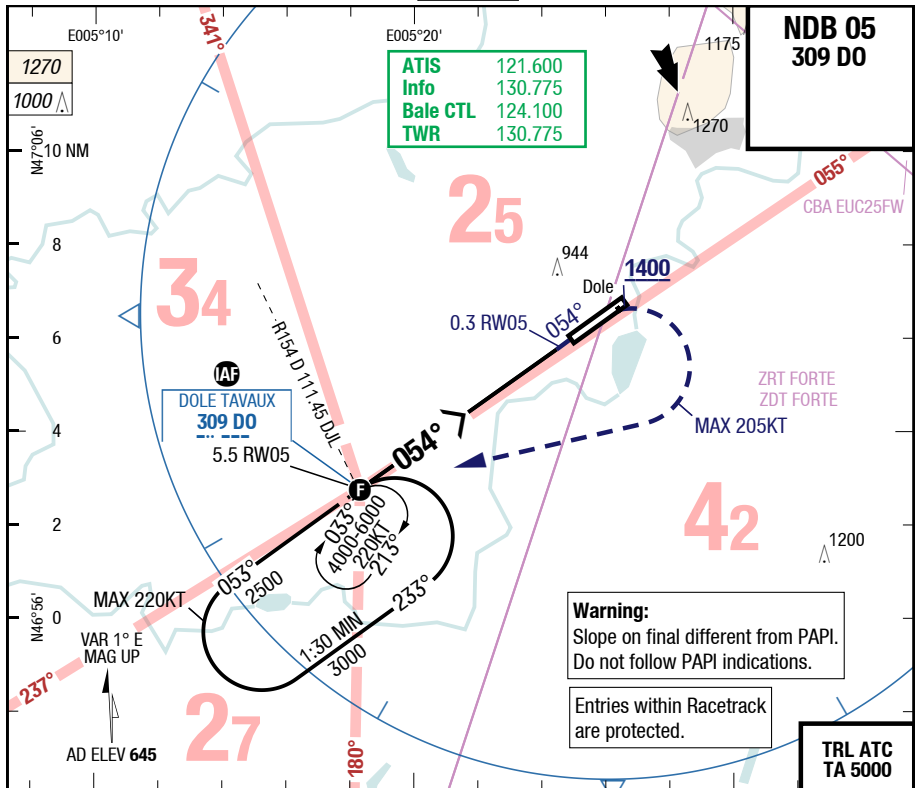 E005°10'
341°
E005°20'
1175
NDB 05
309 DO
1270
1000
ATIS 121.600
Info 130.775
Bale CTL 124.100
TWR 130.775
1270
N47°06'
10 NM
25
055°
CBA EUC25FW
8
34
944
1400
Dole
0.3 RW05
054°
6
R154 D 111.45 DJL
IAF
DOLE TAVAUX
309 DO
ZRT FORTE
ZDT FORTE
MAX 205KT
4
5.5 RW05
054°
F
42
2
033°
4000-6000
220KT
213°
1200
053°
2500
233°
MAX 220KT
N46°56'
0
1:30 MIN
3000
VAR 1° E
MAG UP
Warning:
Slope on final different from PAPI.
Do not follow PAPI indications.
237°
27
Entries within Racetrack
are protected.
AD ELEV 645
180°
TRL ATC
TA 5000